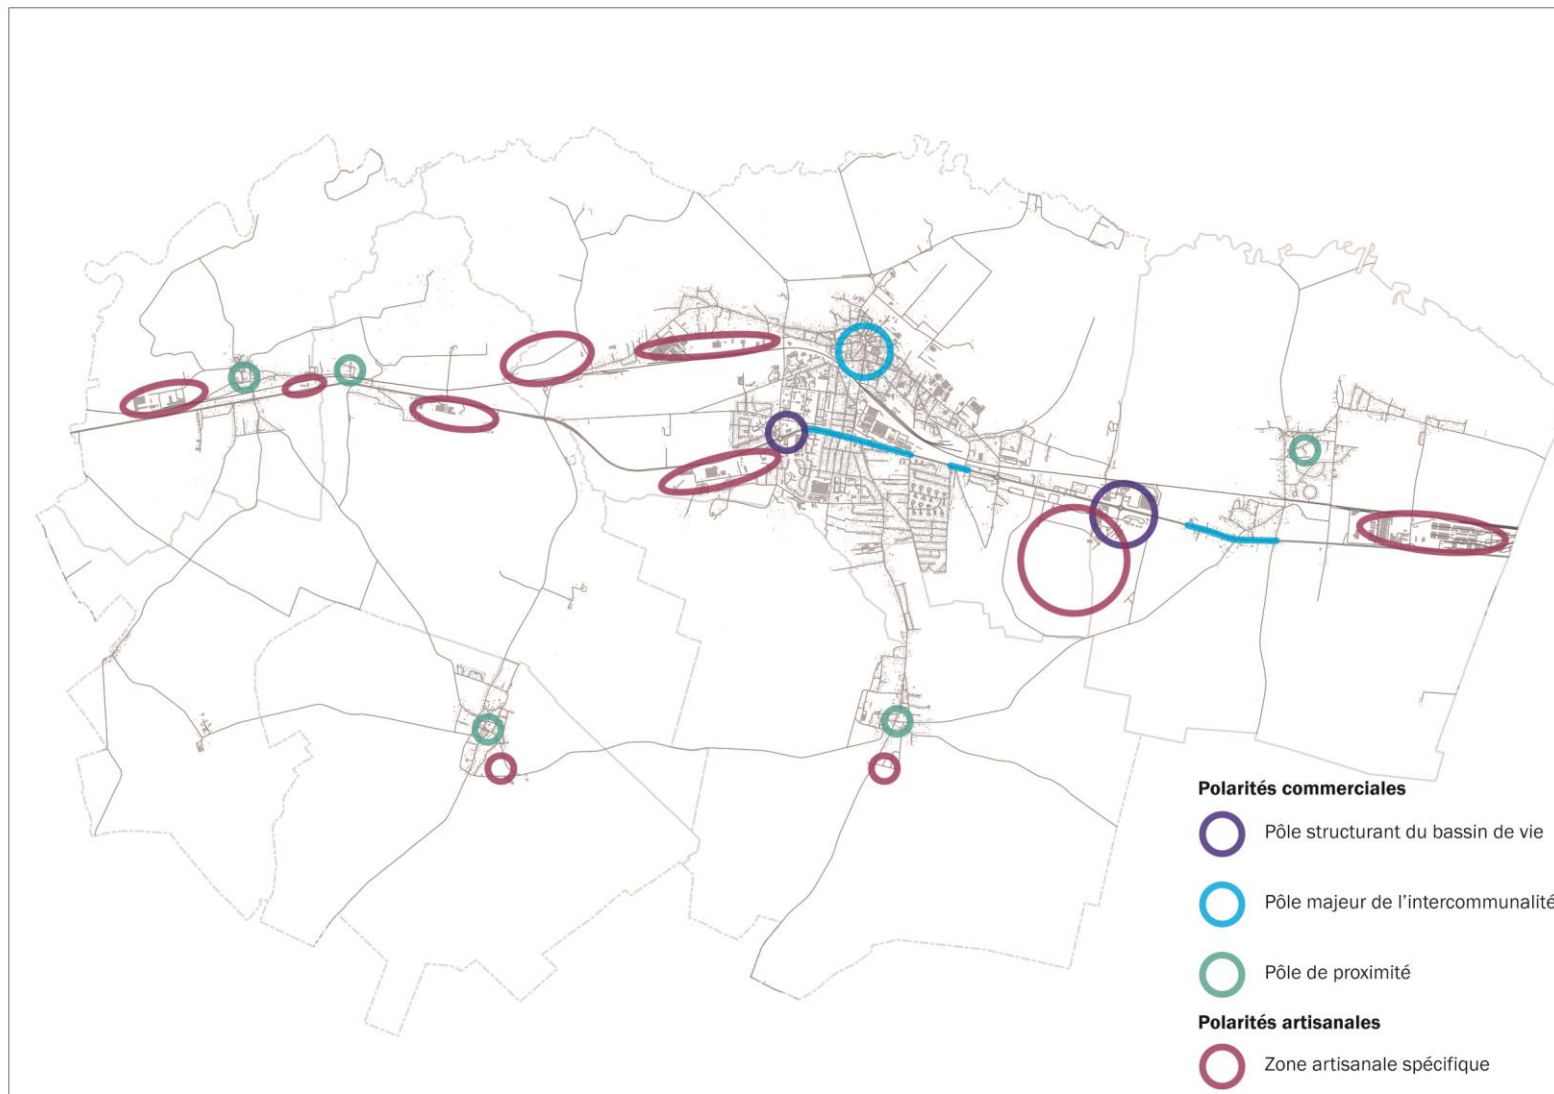 Polarités commerciales
Pôle structurant du bassin de vie
Pôle majeur de l'intercommunalité
Pôle de proximité
Polarités artisanales
Zone artisanale spécifique